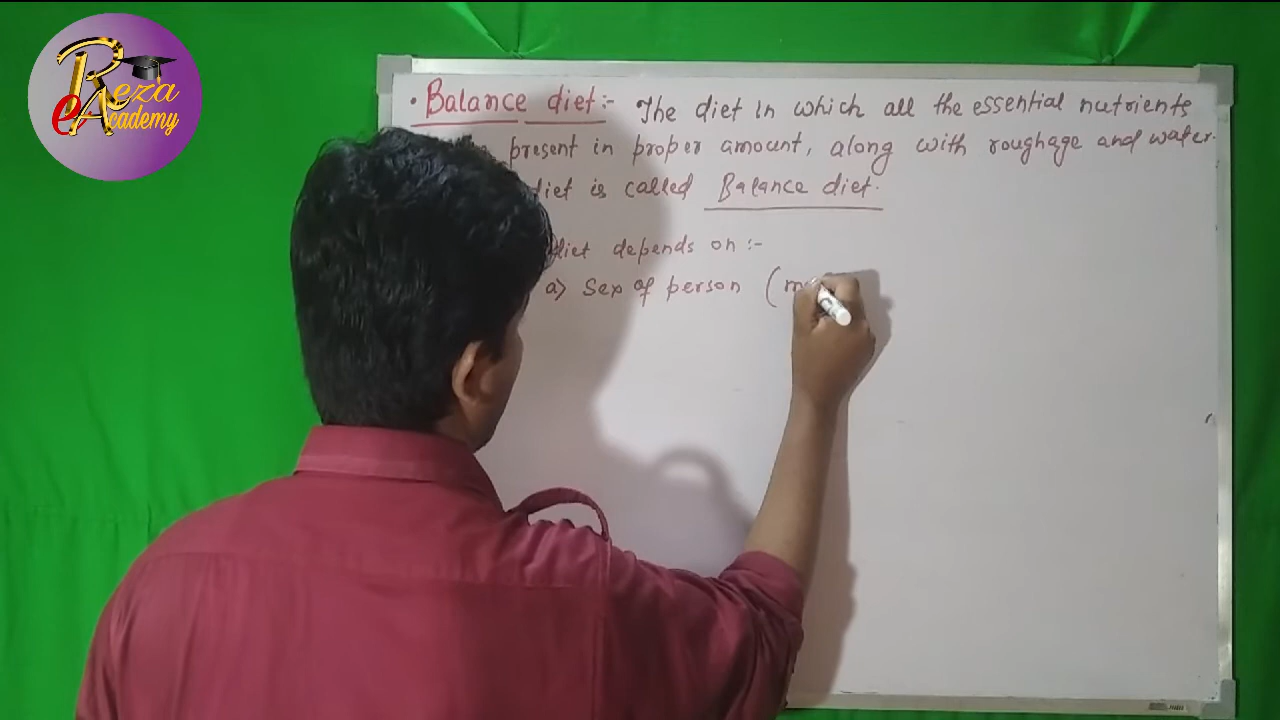 Reza
eAcademy
• Balance diet:- The diet in which all the essential nutrients
present in proper amount, along with roughage and water.
diet is called Balance diet.
diet depends on :-
a) Sex of person (m